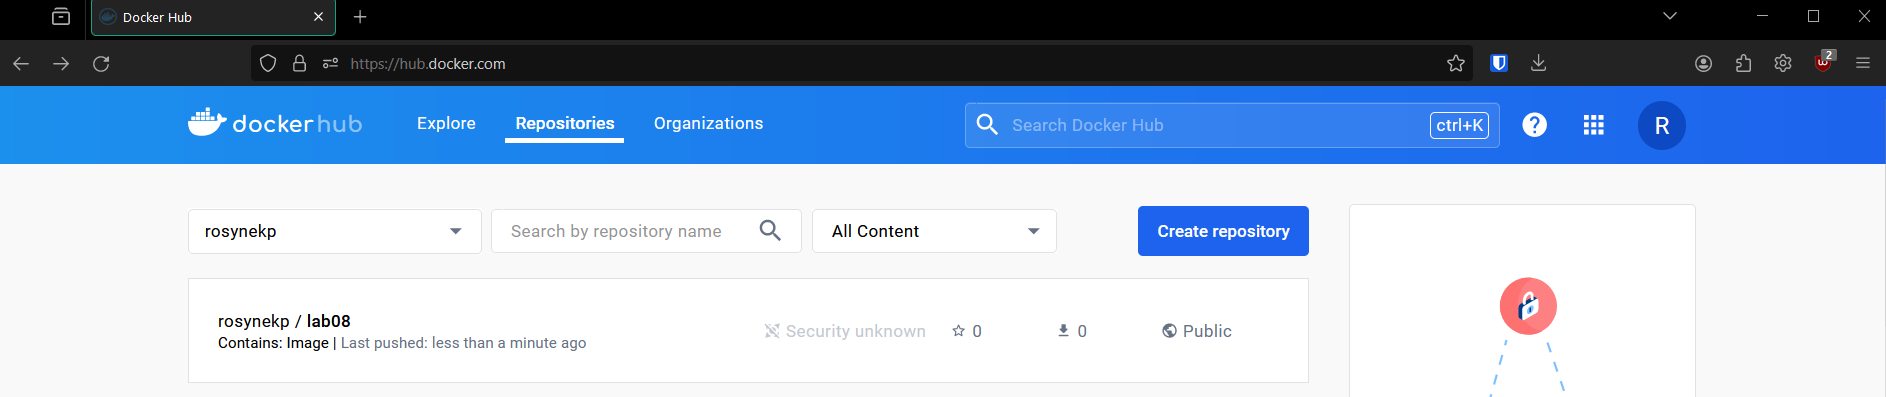 Docker Hub
https://hub.docker.com
2
docker hub Explore Repositories Organizations Search Docker Hub ctrl+K R
rosynekp Search by repository name All Content Create repository
rosynekp / lab08
Contains: Image | Last pushed: less than a minute ago
Security unknown 0 0 Public